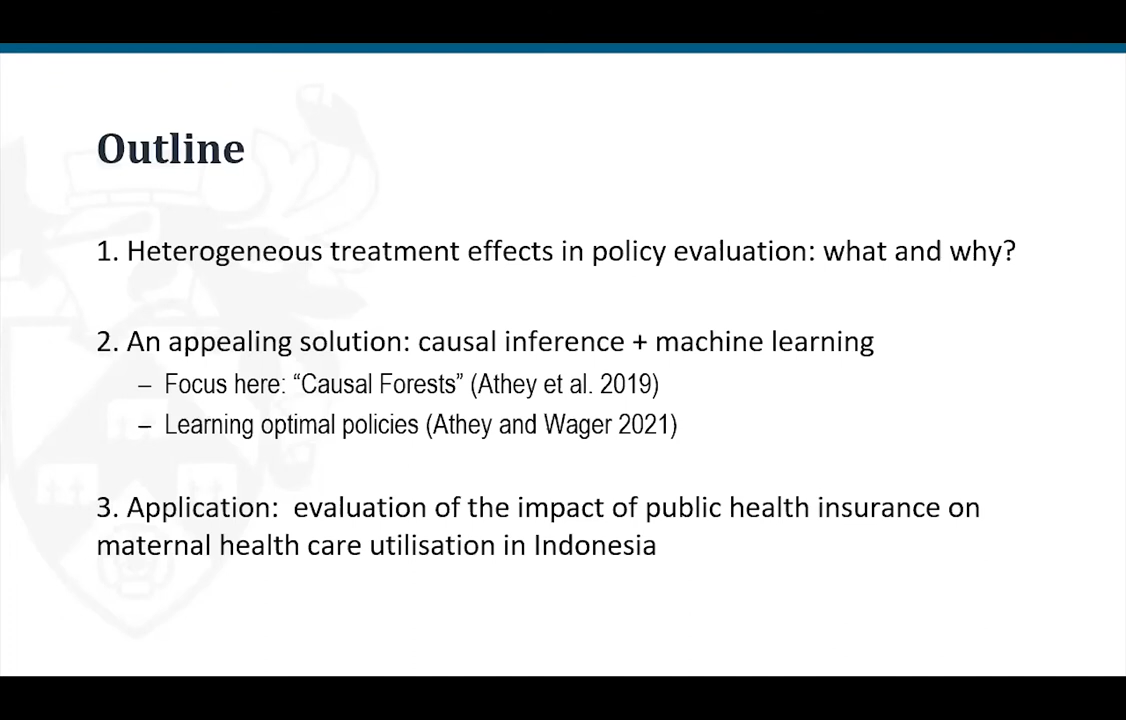 Outline
1. Heterogeneous treatment effects in policy evaluation: what and why?
2. An appealing solution: causal inference + machine learning
– Focus here: “Causal Forests” (Athey et al. 2019)
– Learning optimal policies (Athey and Wager 2021)
3. Application:  evaluation of the impact of public health insurance on
maternal health care utilisation in Indonesia